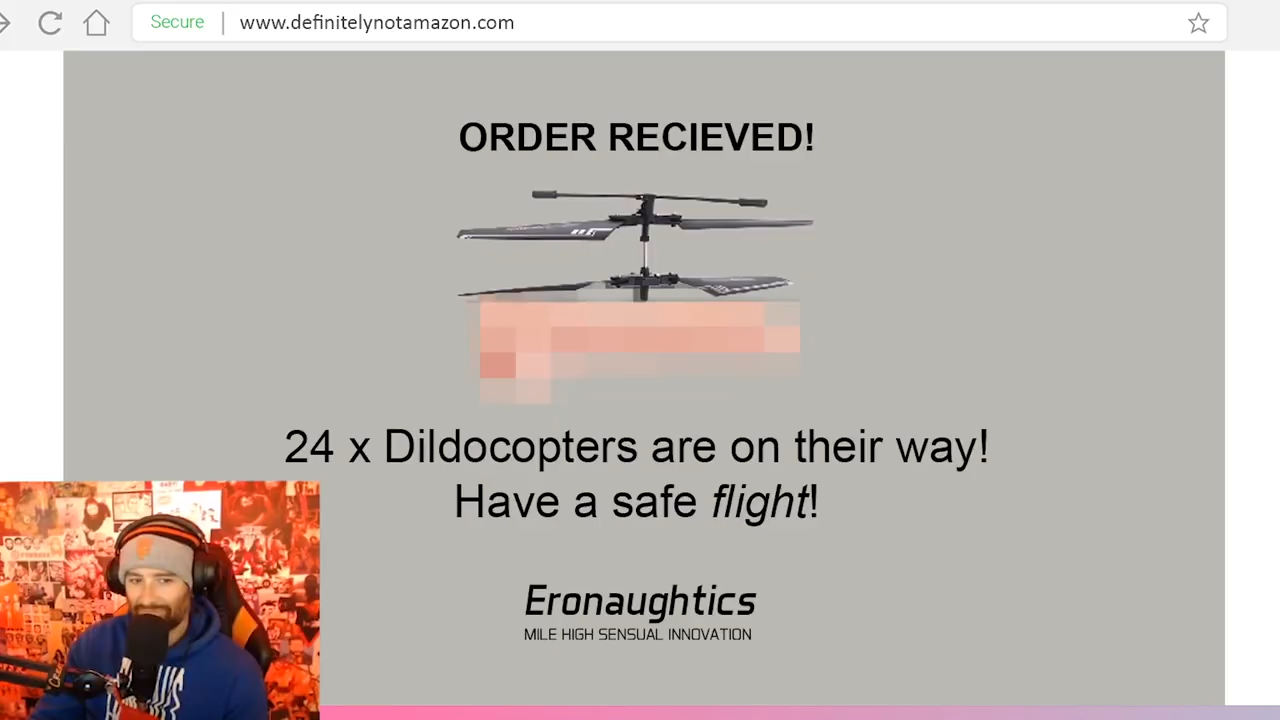 Secure | www.definitelynotamazon.com
ORDER RECIEVED!
24 x Dildocopters are on their way!
Have a safe flight!
Eronaughtics
MILE HIGH SENSUAL INNOVATION